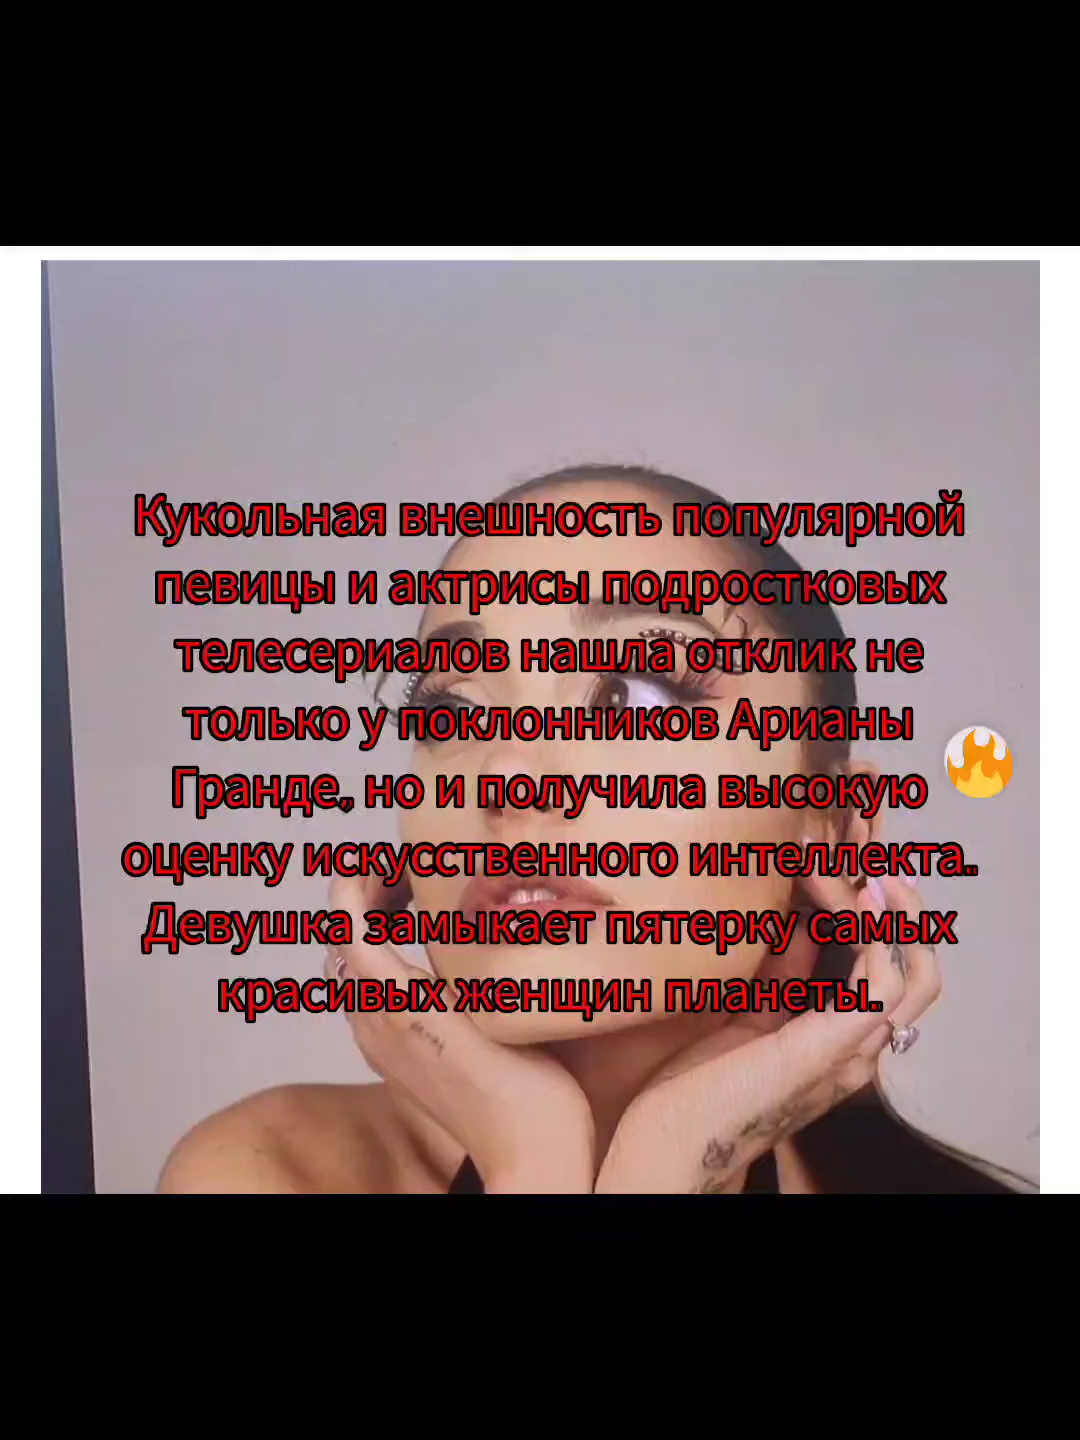 Кукольная внешность популярной
певицы и актрисы подростковых
телесериалов нашла отклик не
только у поклонников Арианы
Гранде, но и получила высокую
оценку искусственного интеллекта.
Девушка замыкает пятерку самых
красивых женщин планеты.